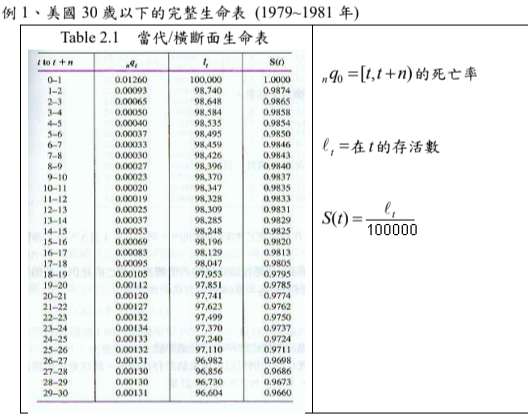 例 1、美國 30 歲以下的完整生命表 (1979~1981 年)
Table 2.1 當代/橫斷面生命表
t to t + n nqt lt S(t)
0–1 0.01260 100,000 1.0000
1–2 0.00093 98,740 0.9874
2–3 0.00065 98,648 0.9865
3–4 0.00050 98,584 0.9858
4–5 0.00040 98,535 0.9854
5–6 0.00037 98,495 0.9850
6–7 0.00033 98,459 0.9846
7–8 0.00030 98,426 0.9843
8–9 0.00027 98,396 0.9840
9–10 0.00023 98,370 0.9837
10–11 0.00020 98,347 0.9835
11–12 0.00019 98,328 0.9833
12–13 0.00025 98,309 0.9831
13–14 0.00037 98,285 0.9829
14–15 0.00053 98,248 0.9825
15–16 0.00069 98,196 0.9820
16–17 0.00083 98,129 0.9813
17–18 0.00095 98,047 0.9805
18–19 0.00105 97,953 0.9795
19–20 0.00112 97,851 0.9785
20–21 0.00120 97,741 0.9774
21–22 0.00127 97,623 0.9762
22–23 0.00132 97,499 0.9750
23–24 0.00134 97,370 0.9737
24–25 0.00133 97,240 0.9724
25–26 0.00132 97,110 0.9711
26–27 0.00131 96,982 0.9698
27–28 0.00130 96,856 0.9686
28–29 0.00130 96,730 0.9673
29–30 0.00131 96,604 0.9660
nq0 =[t,t+n)的死亡率
ℓt =在t的存活數
S(t)= ℓt / 100000